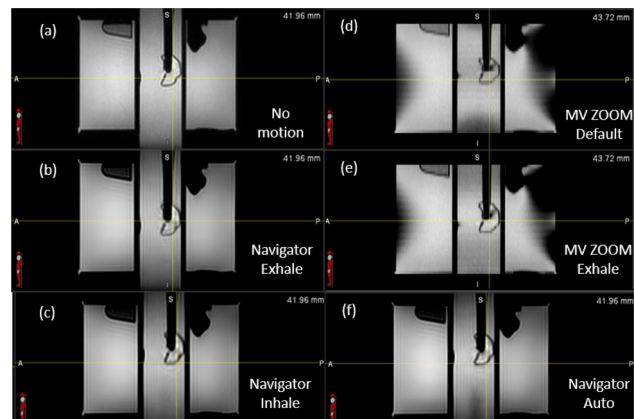 (a)
S
41.96 mm
A
P
No
motion
I
(d)
S
43.72 mm
A
P
MV ZOOM
Default
I
(b)
S
41.96 mm
A
P
Navigator
Exhale
I
(e)
S
43.72 mm
A
P
MV ZOOM
Exhale
I
(c)
S
41.96 mm
A
P
Navigator
Inhale
(f)
S
41.96 mm
A
P
Navigator
Auto